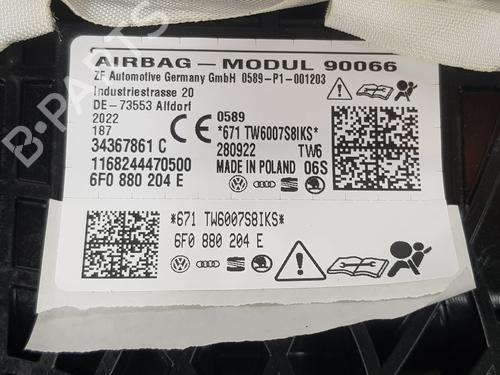 AIRBAG – MODUL 90066
ZF Automotive Germany GmbH 0589-P1-001203
Industriestrasse 20
DE-73553 Alfdorf
2022
187
0589
*671 TW6007S8IKS*
34367861 C
280922 TW6
1168244470500
MADE IN POLAND 06S
6F0 880 204 E
*671 TW6007S8IKS*
6F0 880 204 E